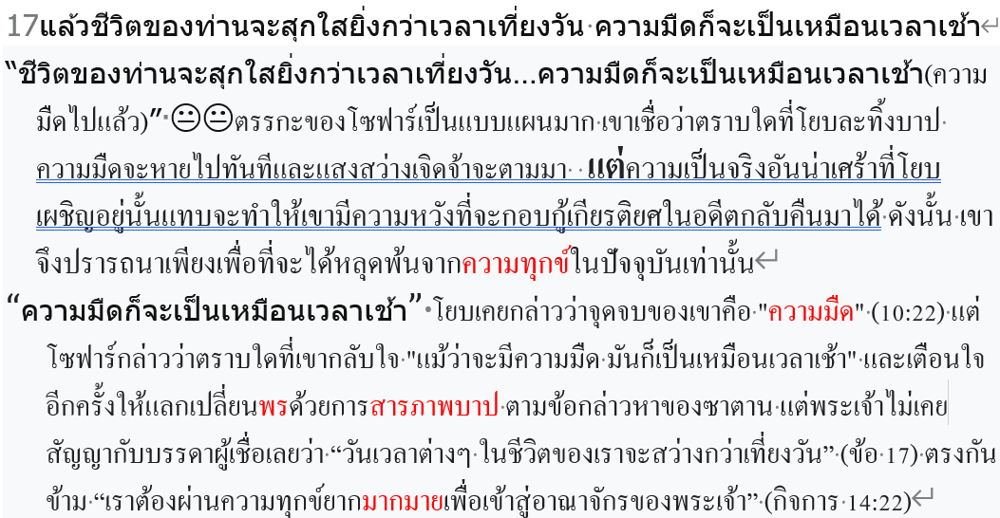 17แล้วชีวิตของท่านจะสุกใสยิ่งกว่าเวลาเที่ยงวัน ความมืดก็จะเป็นเหมือนเวลาเช้า
“ชีวิตของท่านจะสุกใสยิ่งกว่าเวลาเที่ยงวัน…ความมืดก็จะเป็นเหมือนเวลาเช้า(ความ
มืดไปแล้ว)” 😐😐ตรรกะของโซฟาร์เป็นแบบแผนมาก เขาเชื่อว่าตราบใดที่โยบละทิ้งบาป
ความมืดจะหายไปทันทีและแสงสว่างเจิดจ้าจะตามมา  แต่ความเป็นจริงอันน่าเศร้าที่โยบ
เผชิญอยู่นั้นแทบจะทำให้เขามีความหวังที่จะกอบกู้เกียรติยศในอดีตกลับคืนมาได้ ดังนั้น เขา
จึงปรารถนาเพียงเพื่อที่จะได้หลุดพ้นจากความทุกข์ในปัจจุบันเท่านั้น
“ความมืดก็จะเป็นเหมือนเวลาเช้า” โยบเคยกล่าวว่าจุดจบของเขาคือ "ความมืด" (10:22) แต่
โซฟาร์กล่าวว่าตราบใดที่เขากลับใจ "แม้ว่าจะมีความมืด มันก็เป็นเหมือนเวลาเช้า" และเตือนใจ
อีกครั้งให้แลกเปลี่ยนพรด้วยการสารภาพบาป ตามข้อกล่าวหาของซาตาน แต่พระเจ้าไม่เคย
สัญญากับบรรดาผู้เชื่อเลยว่า “วันเวลาต่างๆ ในชีวิตของเราจะสว่างกว่าเที่ยงวัน” (ข้อ 17) ตรงกัน
ข้าม “เราต้องผ่านความทุกข์ยากมากมายเพื่อเข้าสู่อาณาจักรของพระเจ้า” (กิจการ 14:22)